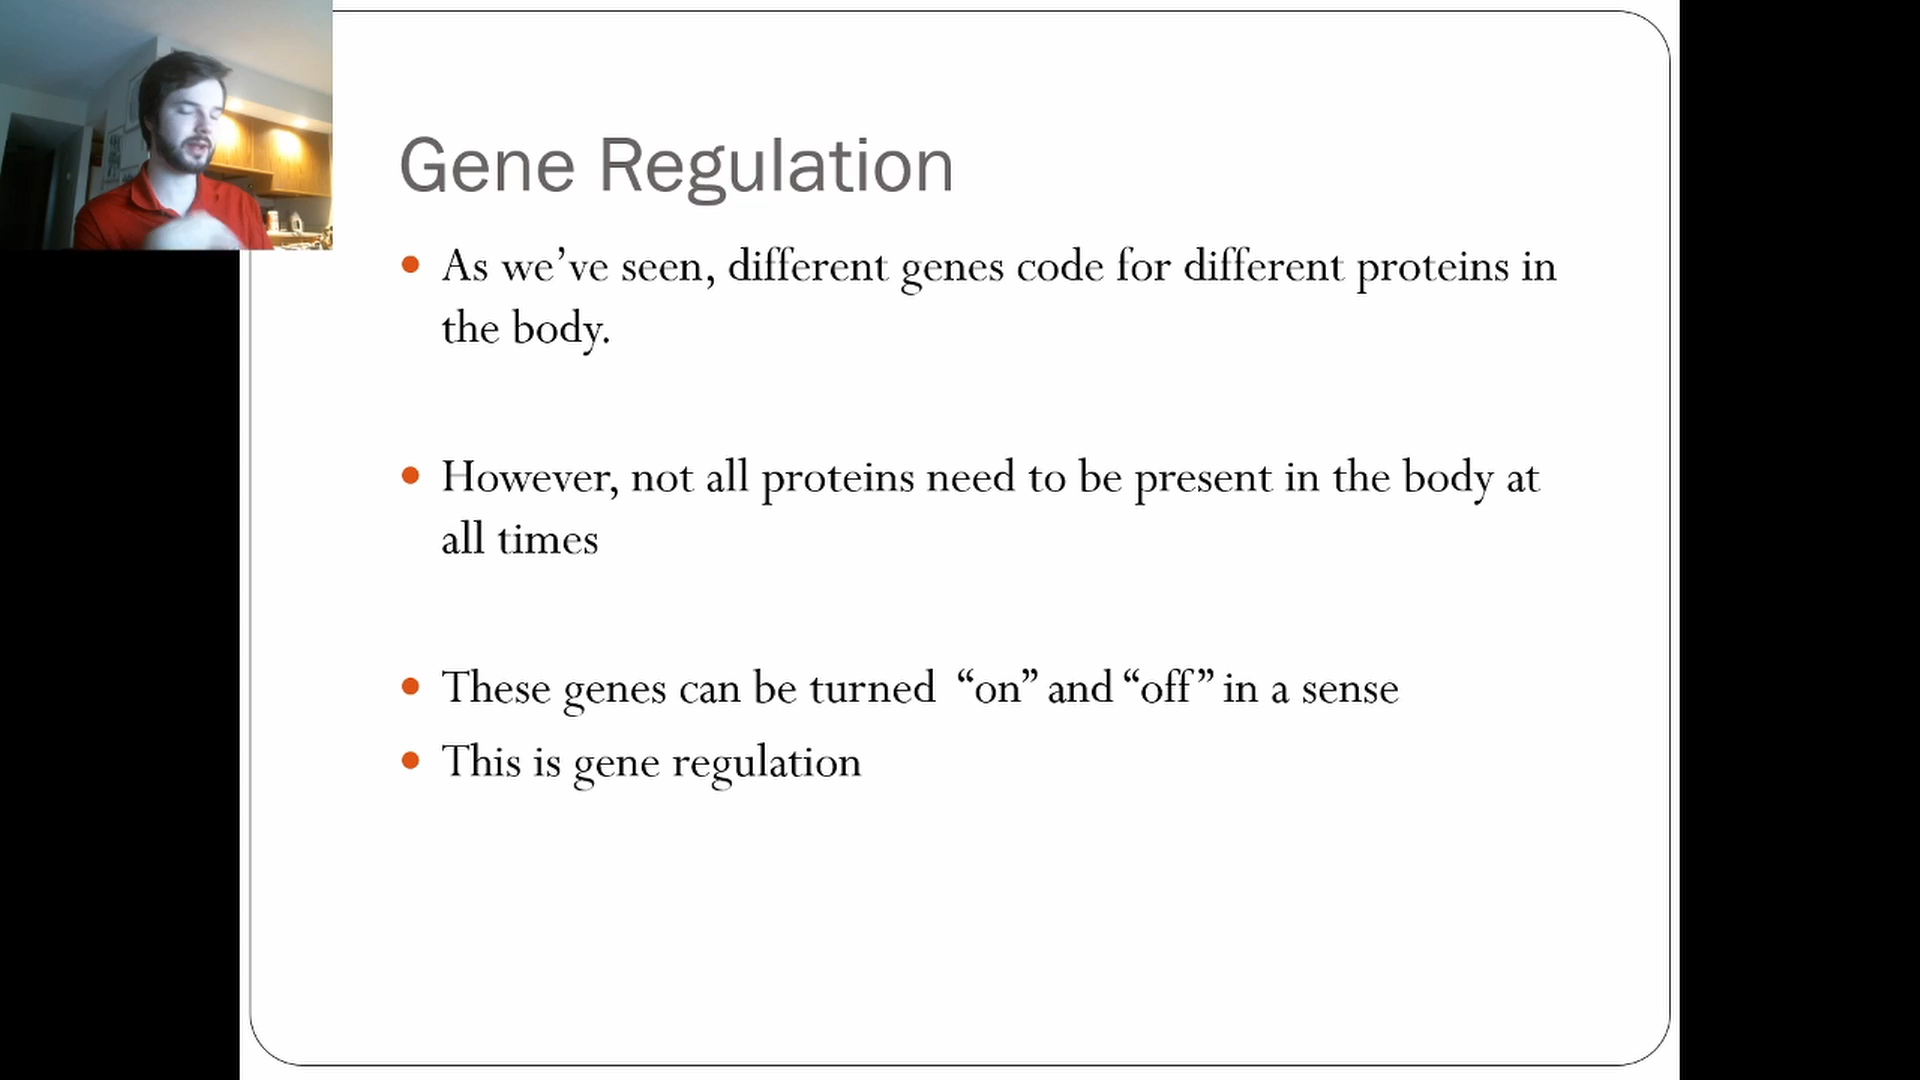 Gene Regulation
As we’ve seen, different genes code for different proteins in
the body.
However, not all proteins need to be present in the body at
all times
These genes can be turned “on” and “off” in a sense
This is gene regulation